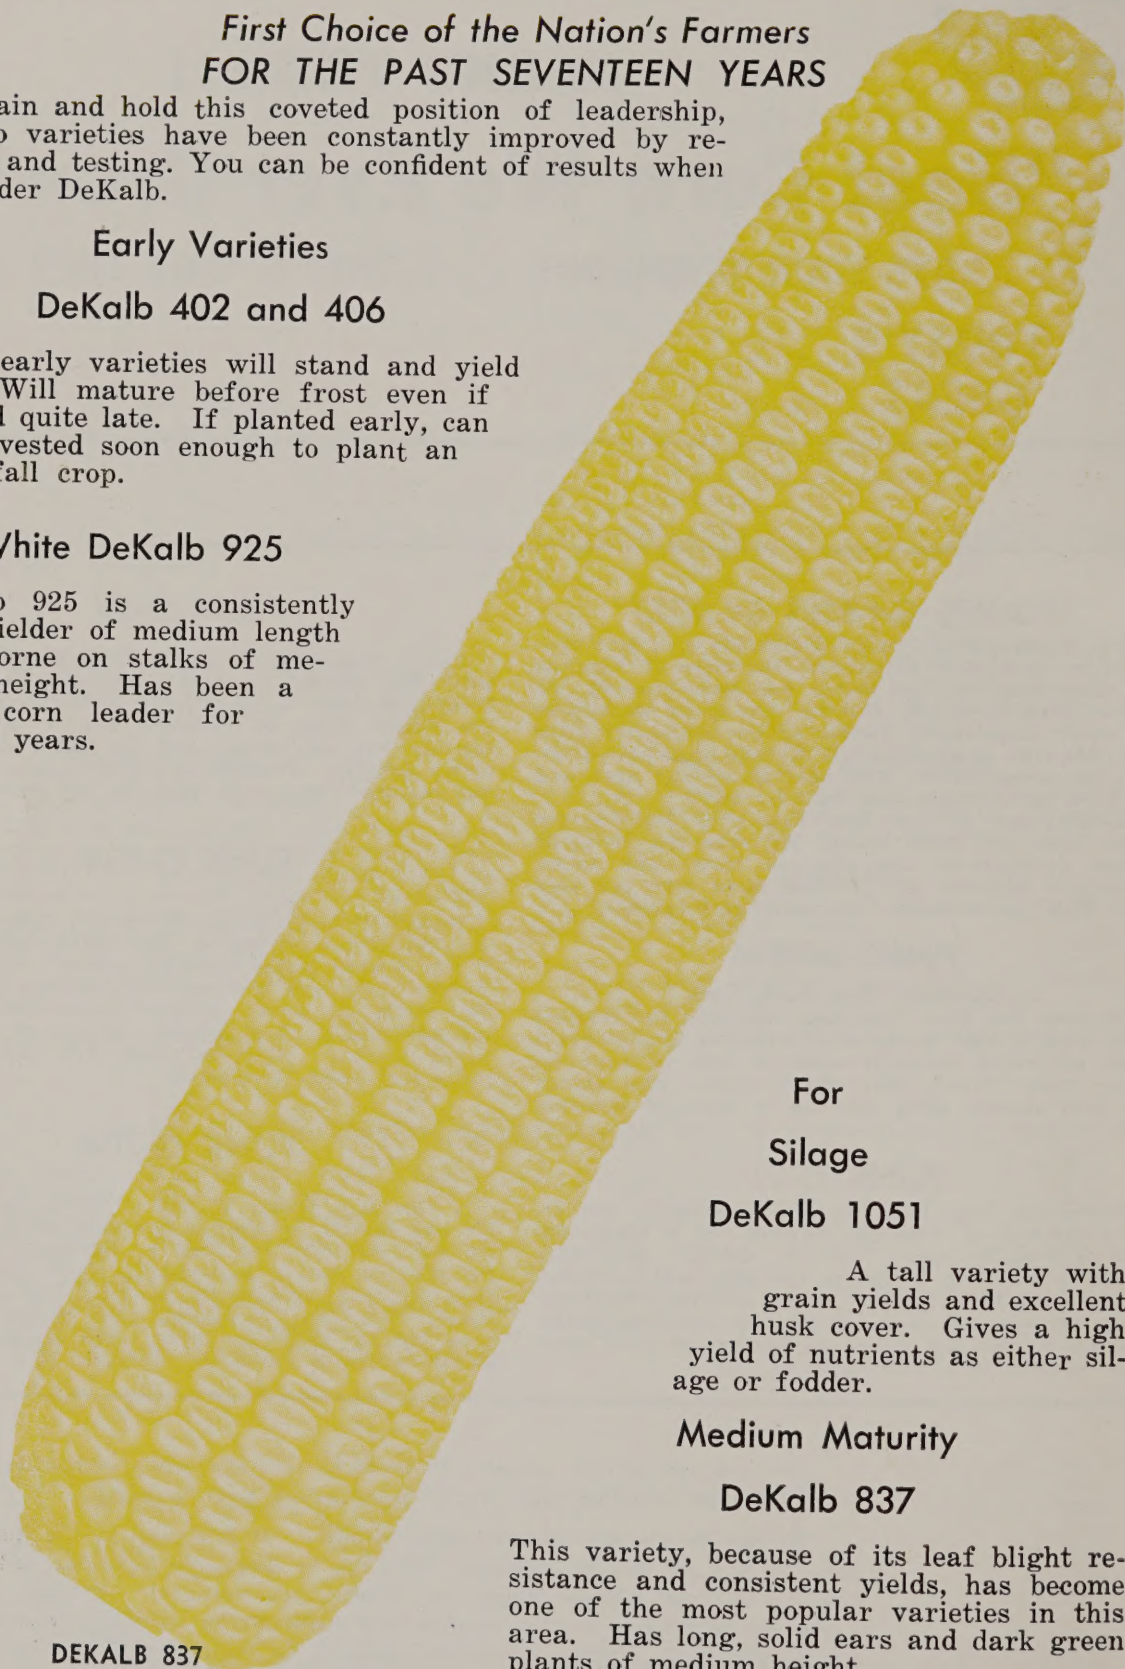 First Choice of the Nation's Farmers
FOR THE PAST SEVENTEEN YEARS
ain and hold this coveted position of leadership,
varieties have been constantly improved by re-
and testing. You can be confident of results when
der DeKalb.
Early Varieties
DeKalb 402 and 406
early varieties will stand and yield
Will mature before frost even if
quite late. If planted early, can
vested soon enough to plant an
fall crop.
White DeKalb 925
925 is a consistently
ielder of medium length
orne on stalks of me-
height. Has been a
corn leader for
years.
For
Silage
DeKalb 1051
A tall variety with
grain yields and excellent
husk cover. Gives a high
yield of nutrients as either sil-
age or fodder.
Medium Maturity
DeKalb 837
This variety, because of its leaf blight re-
sistance and consistent yields, has become
one of the most popular varieties in this
area. Has long, solid ears and dark green
plants of medium height
DEKALB 837